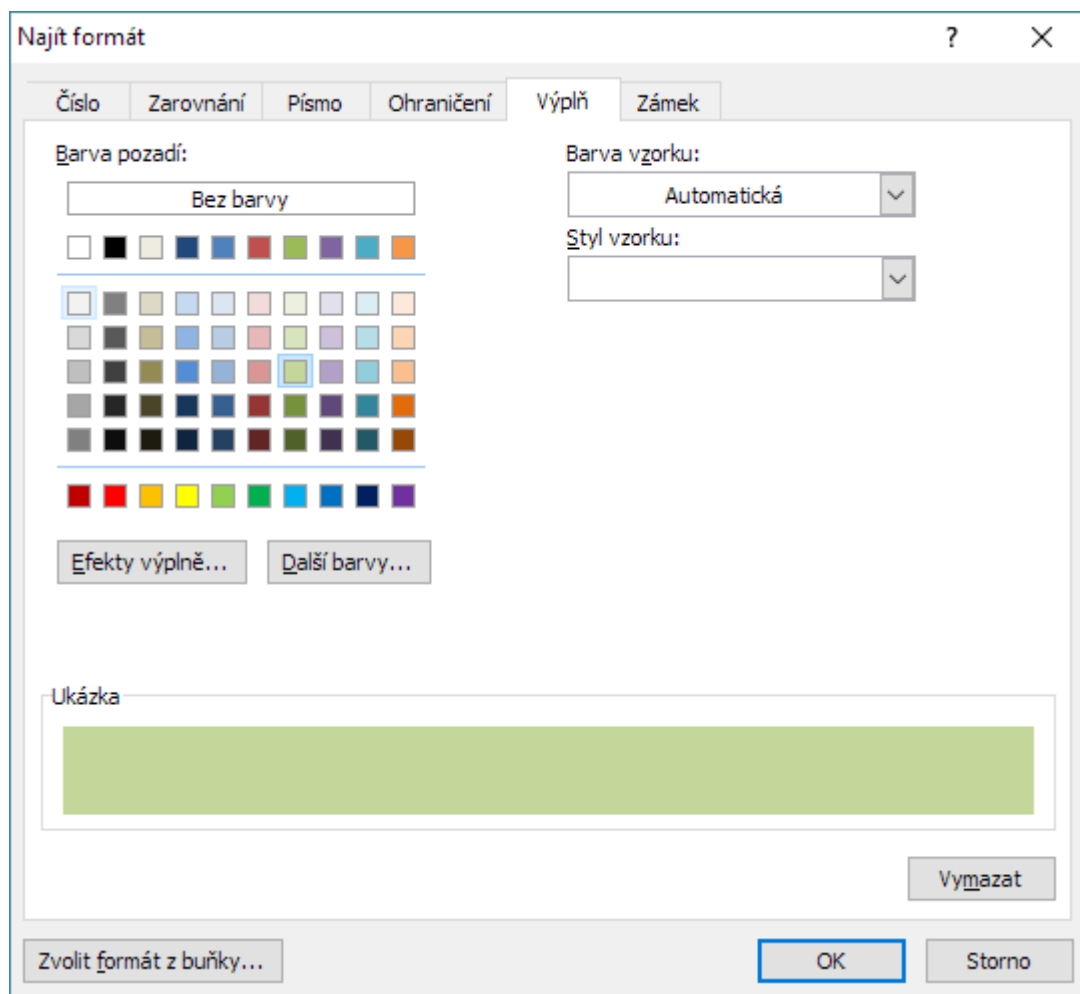 Najít formát
?
Číslo Zarovnání Písmo Ohraničení Výplň Zámek
Barva pozadí:
Bez barvy
Barva vzorku:
Automatická
Styl vzorku:
Efekty výplně... Další barvy...
Ukázka
Vymazat
Zvolit formát z buňky... OK Storno